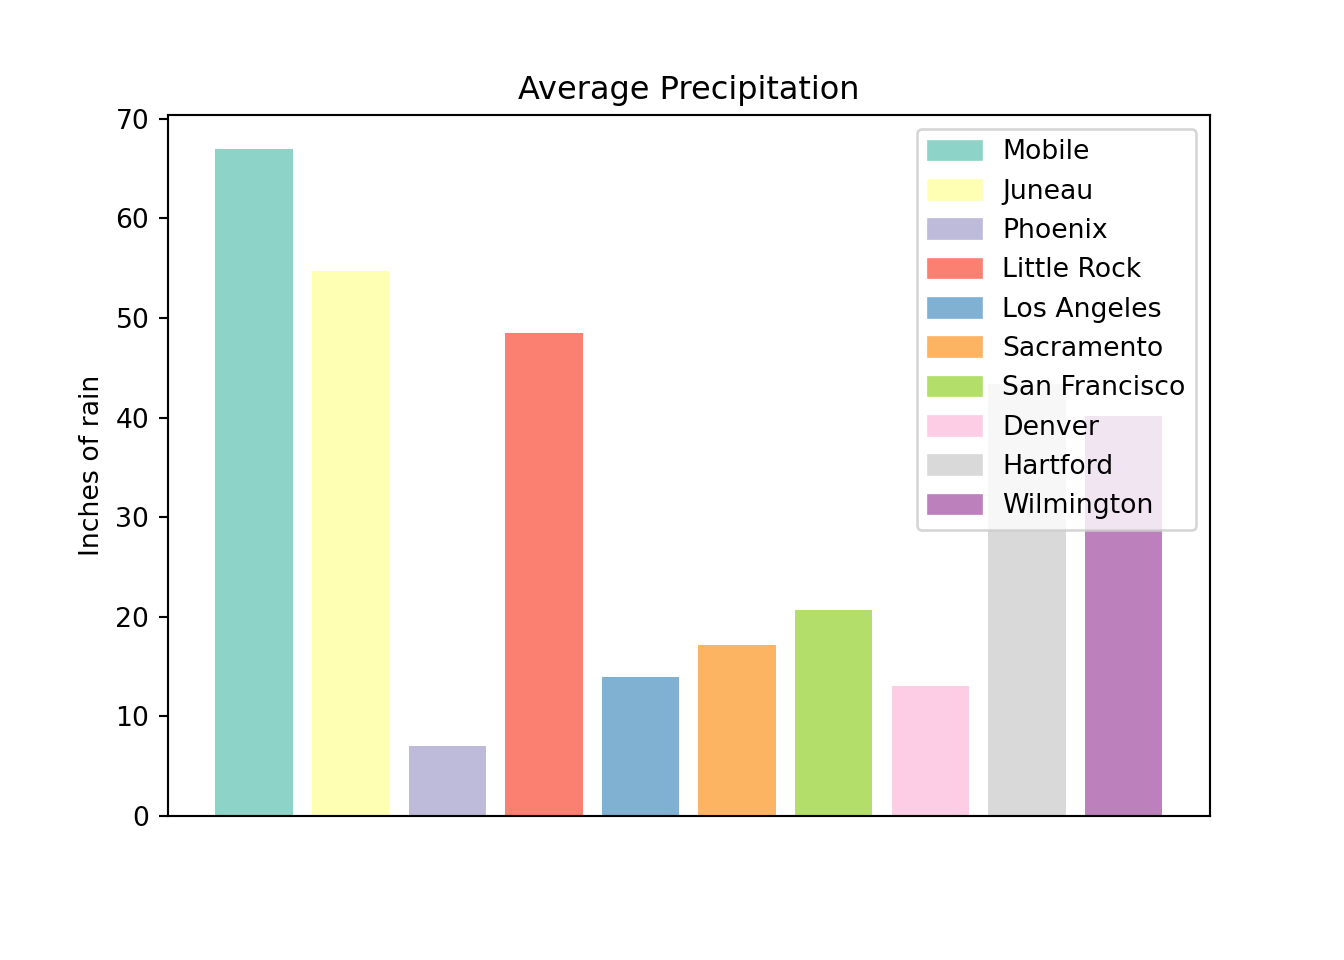 Average Precipitation
70
60
50
40
30
20
10
0
Inches of rain
Mobile
Juneau
Phoenix
Little Rock
Los Angeles
Sacramento
San Francisco
Denver
Hartford
Wilmington